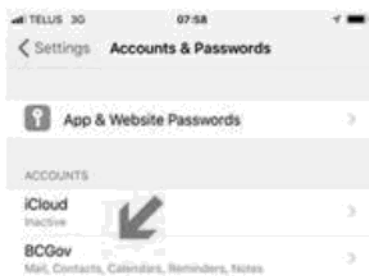 TELUS 3G 07:58
Settings Accounts & Passwords
App & Website Passwords
ACCOUNTS
iCloud
Inactive
BCGov
Mail, Contacts, Calendars, Reminders, Notes